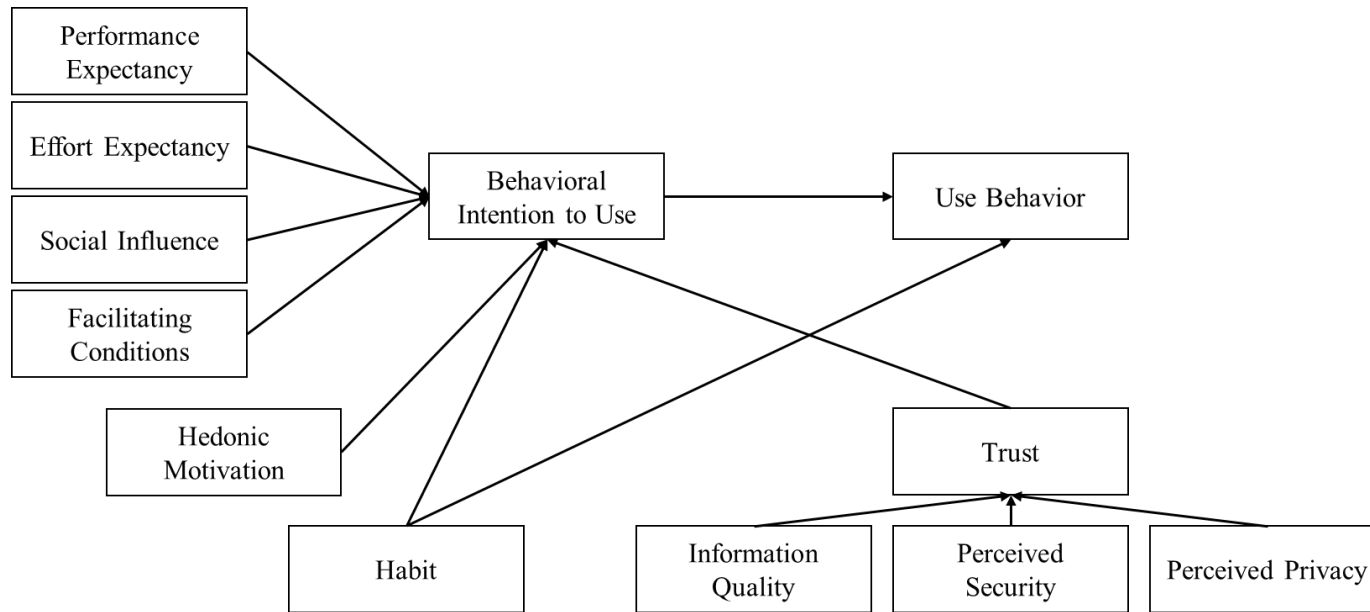 Performance
Expectancy
Effort Expectancy
Social Influence
Facilitating
Conditions
Behavioral
Intention to Use
Use Behavior
Hedonic
Motivation
Trust
Habit
Information
Quality
Perceived
Security
Perceived Privacy